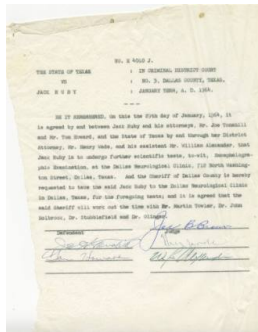 NO. E 4010 J.
THE STATE OF TEXAS : IN CRIMINAL DISTRICT COURT
VS : NO. 3, DALLAS COUNTY, TEXAS,
JACK RUBY : JANUARY TERM, A. D. 1964.
BE IT REMEMBERED, On this the day of January, 1964, it
is agreed by and between Jack Ruby and his attorneys, Mr. Joe Tonahill
and Mr. Tom Howard, and the State of Texas by and through her District
Attorney, Mr. Henry Wade, and his assistant Mr. William Alexander, that
Jack Ruby is to undergo further scientific tests, to-wit, Encephalogra-
phic Examination, at the Dallas Neurological Clinic, North Washing-
ton Street, Dallas, Texas. And the Sheriff of Dallas County is hereby
requested to take the said Jack Ruby to the Dallas Neurological Clinic
in Dallas, Texas, for the foregoing tests; and it is agreed that the
said Sheriff will work out the time with Dr. Martin Towler, Dr. John
Holbrook, Dr. Stubblefield and Dr.
Defendant Judge